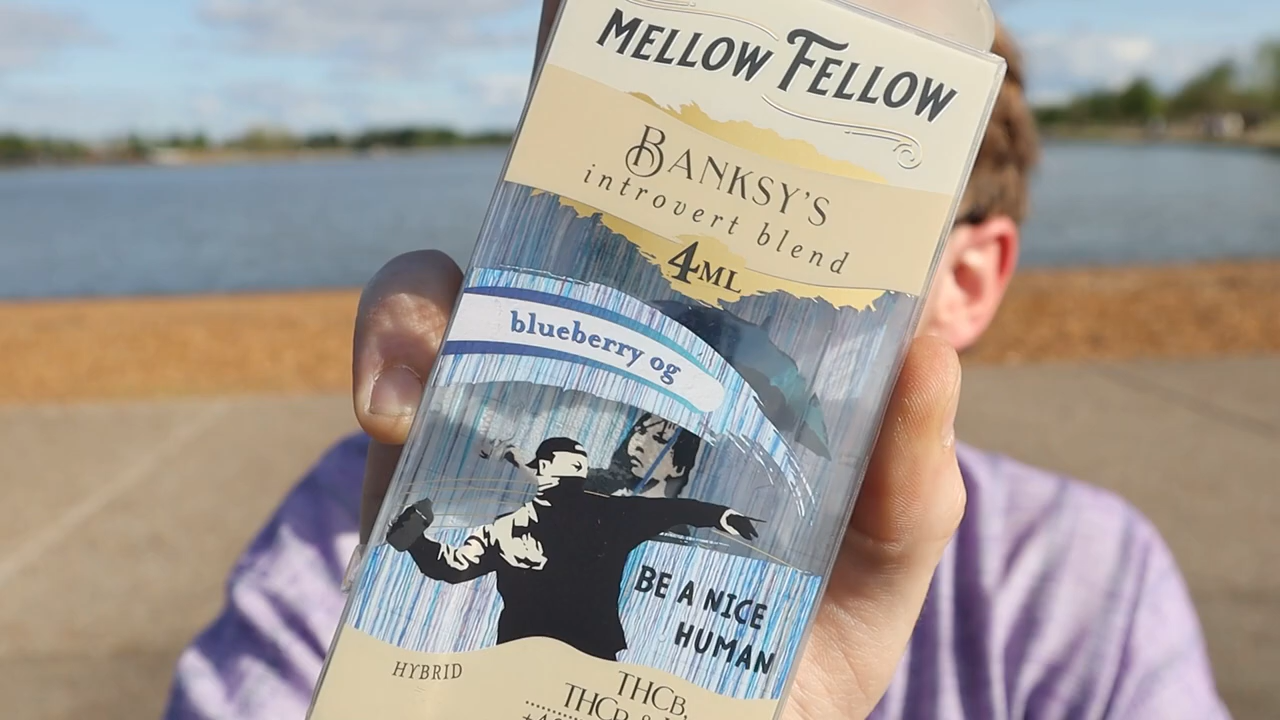 MELLOW FELLOW
BANKSY'S
introvert blend
4ML
blueberry og
BE A NICE
HUMAN
HYBRID
THCB,